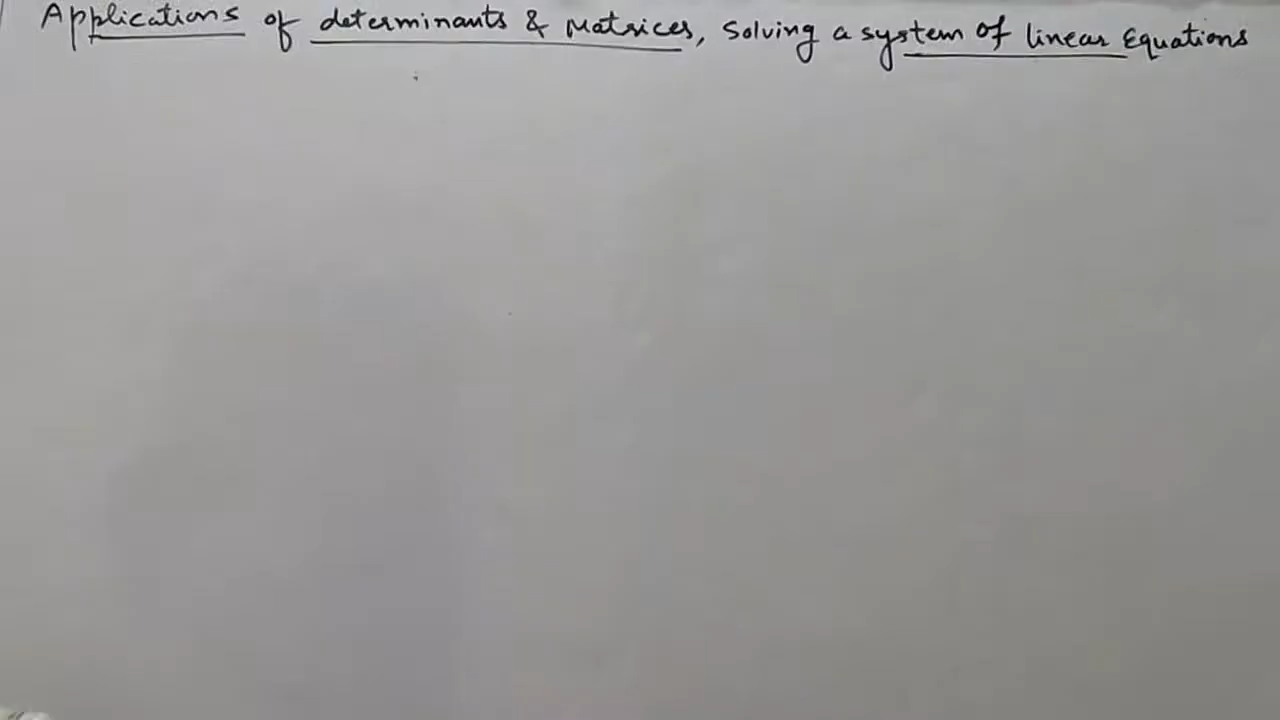 Applications of determinants & Matrices, Solving a system of linear Equations